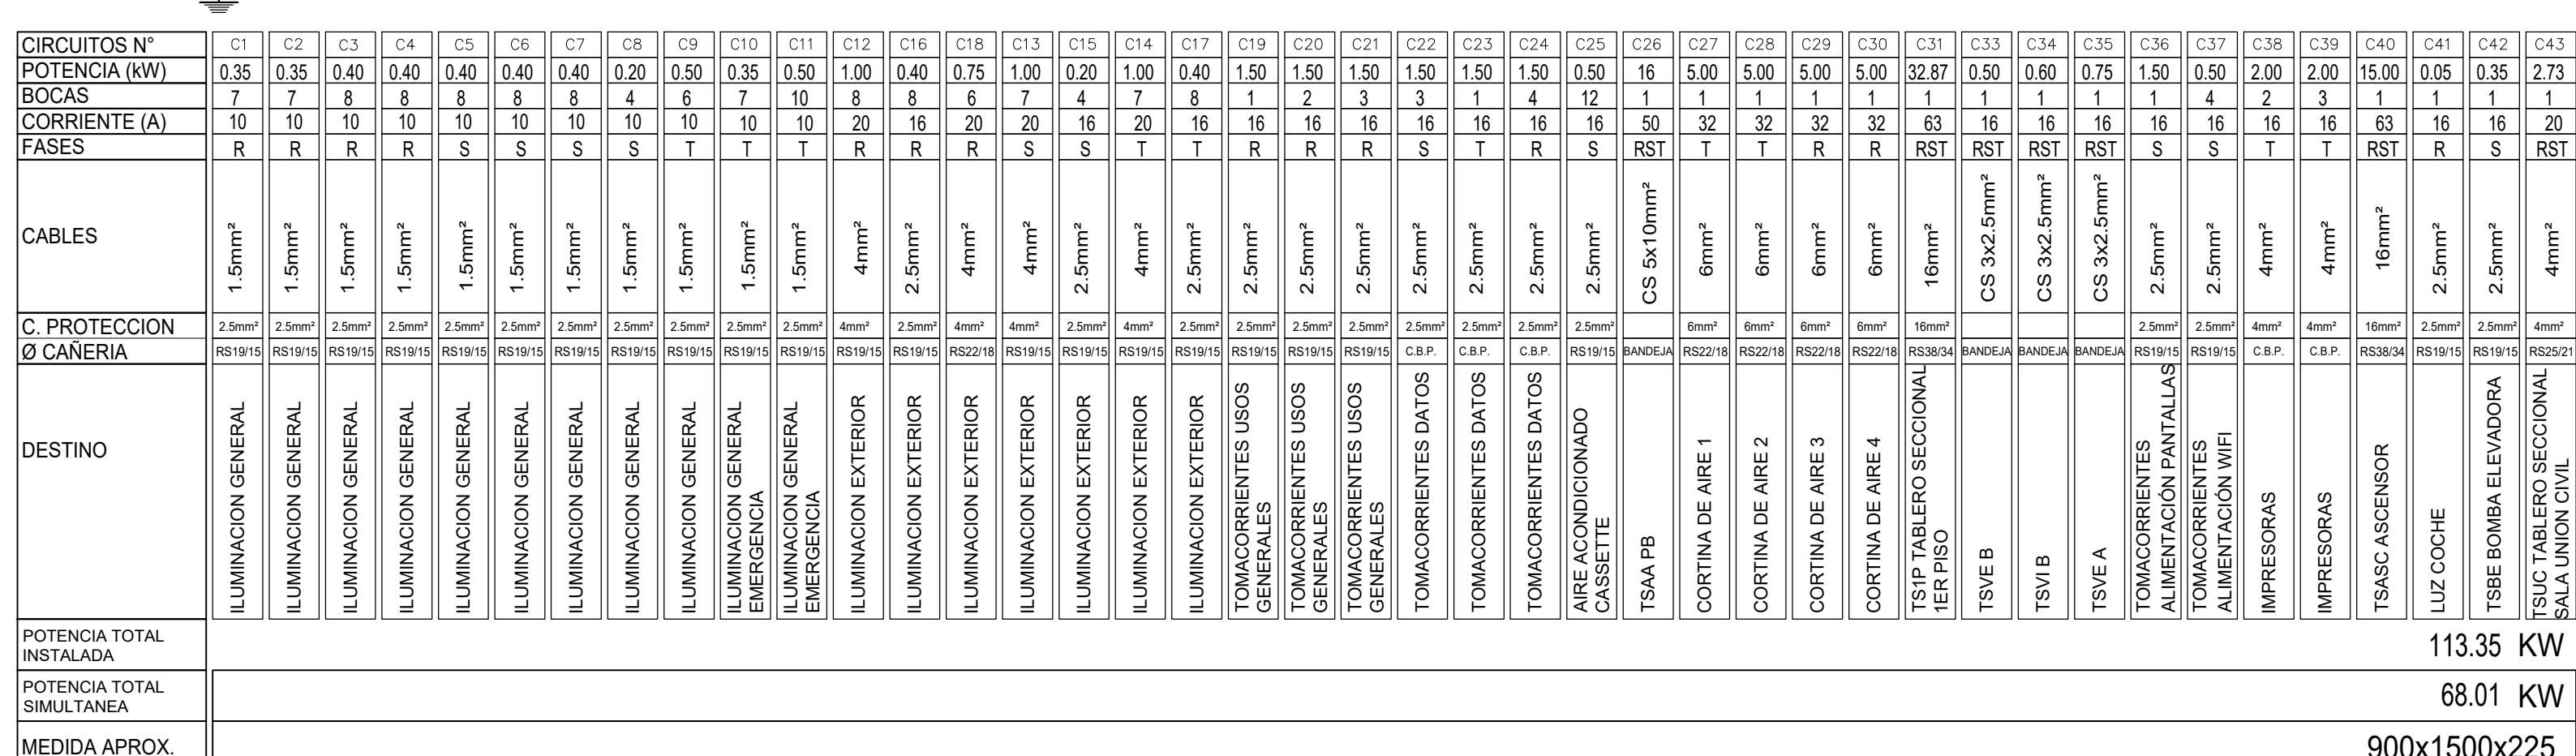 CIRCUITOS N° C1 C2 C3 C4 C5 C6 C7 C8 C9 C10 C11 C12 C16 C18 C13 C15 C14 C17 C19 C20 C21 C22 C23 C24 C25 C26 C27 C28 C29 C30 C31 C33 C34 C35 C36 C37 C38 C39 C40 C41 C42 C43
POTENCIA (kW) 0.35 0.35 0.40 0.40 0.40 0.40 0.40 0.20 0.50 0.35 0.50 1.00 0.40 0.75 1.00 0.20 1.00 0.40 1.50 1.50 1.50 1.50 1.50 1.50 0.50 16 5.00 5.00 5.00 5.00 32.87 0.50 0.60 0.75 1.50 0.50 2.00 2.00 15.00 0.05 0.35 2.73
BOCAS 7 7 8 8 8 8 8 4 6 7 10 8 8 6 7 4 7 8 1 2 3 3 1 4 12 1 1 1 1 1 1 1 1 1 1 4 2 3 1 1 1 1
CORRIENTE (A) 10 10 10 10 10 10 10 10 10 10 10 20 16 20 20 16 20 16 16 16 16 16 16 16 16 50 32 32 32 32 63 16 16 16 16 16 16 16 63 16 16 20
FASES R R R R S S S S T T T R R R S S T T R R R S T R S RST T T R R RST RST RST RST S S T T RST R S RST
CABLES 1.5mm² 1.5mm² 1.5mm² 1.5mm² 1.5mm² 1.5mm² 1.5mm² 1.5mm² 1.5mm² 1.5mm² 1.5mm² 4mm² 2.5mm² 4mm² 4mm² 2.5mm² 4mm² 2.5mm² 2.5mm² 2.5mm² 2.5mm² 2.5mm² 2.5mm² 2.5mm² 2.5mm² CS 5x10mm² 6mm² 6mm² 6mm² 6mm² 16mm² CS 3x2.5mm² CS 3x2.5mm² CS 3x2.5mm² 2.5mm² 2.5mm² 4mm² 4mm² 16mm² 2.5mm² 2.5mm² 4mm²
C. PROTECCION 2.5mm² 2.5mm² 2.5mm² 2.5mm² 2.5mm² 2.5mm² 2.5mm² 2.5mm² 2.5mm² 2.5mm² 2.5mm² 4mm² 2.5mm² 4mm² 4mm² 2.5mm² 4mm² 2.5mm² 2.5mm² 2.5mm² 2.5mm² 2.5mm² 2.5mm² 2.5mm² 2.5mm² 6mm² 6mm² 6mm² 6mm² 16mm² 2.5mm² 2.5mm² 4mm² 4mm² 16mm² 2.5mm² 2.5mm² 4mm²
Ø CAÑERIA RS19/15 RS19/15 RS19/15 RS19/15 RS19/15 RS19/15 RS19/15 RS19/15 RS19/15 RS19/15 RS19/15 RS19/15 RS19/15 RS22/18 RS19/15 RS19/15 RS19/15 RS19/15 RS19/15 RS19/15 RS19/15 C.B.P. C.B.P. C.B.P. RS19/15 BANDEJA RS22/18 RS22/18 RS22/18 RS22/18 RS38/34 BANDEJA BANDEJA BANDEJA RS19/15 RS19/15 C.B.P. C.B.P. RS38/34 RS19/15 RS19/15 RS25/21
DESTINO
ILUMINACION GENERAL
ILUMINACION GENERAL
ILUMINACION GENERAL
ILUMINACION GENERAL
ILUMINACION GENERAL
ILUMINACION GENERAL
ILUMINACION GENERAL
ILUMINACION GENERAL
ILUMINACION GENERAL
ILUMINACION GENERAL
EMERGENCIA
ILUMINACION GENERAL
EMERGENCIA
ILUMINACION EXTERIOR
ILUMINACION EXTERIOR
ILUMINACION EXTERIOR
ILUMINACION EXTERIOR
ILUMINACION EXTERIOR
ILUMINACION EXTERIOR
ILUMINACION EXTERIOR
TOMACORRIENTES USOS
GENERALES
TOMACORRIENTES USOS
GENERALES
TOMACORRIENTES USOS
GENERALES
TOMACORRIENTES DATOS
TOMACORRIENTES DATOS
TOMACORRIENTES DATOS
AIRE ACONDICIONADO
CASSETTE
TSAA PB
CORTINA DE AIRE 1
CORTINA DE AIRE 2
CORTINA DE AIRE 3
CORTINA DE AIRE 4
TS1P TABLERO SECCIONAL
1ER PISO
TSVE B
TSVI B
TSVE A
TOMACORRIENTES
ALIMENTACIÓN PANTALLAS
TOMACORRIENTES
ALIMENTACIÓN WIFI
IMPRESORAS
IMPRESORAS
TSASC ASCENSOR
LUZ COCHE
TSBE BOMBA ELEVADORA
TSUC TABLERO SECCIONAL
SALA UNION CIVIL
POTENCIA TOTAL
INSTALADA
113.35 KW
POTENCIA TOTAL
SIMULTANEA
68.01 KW
MEDIDA APROX.
900x1500x225